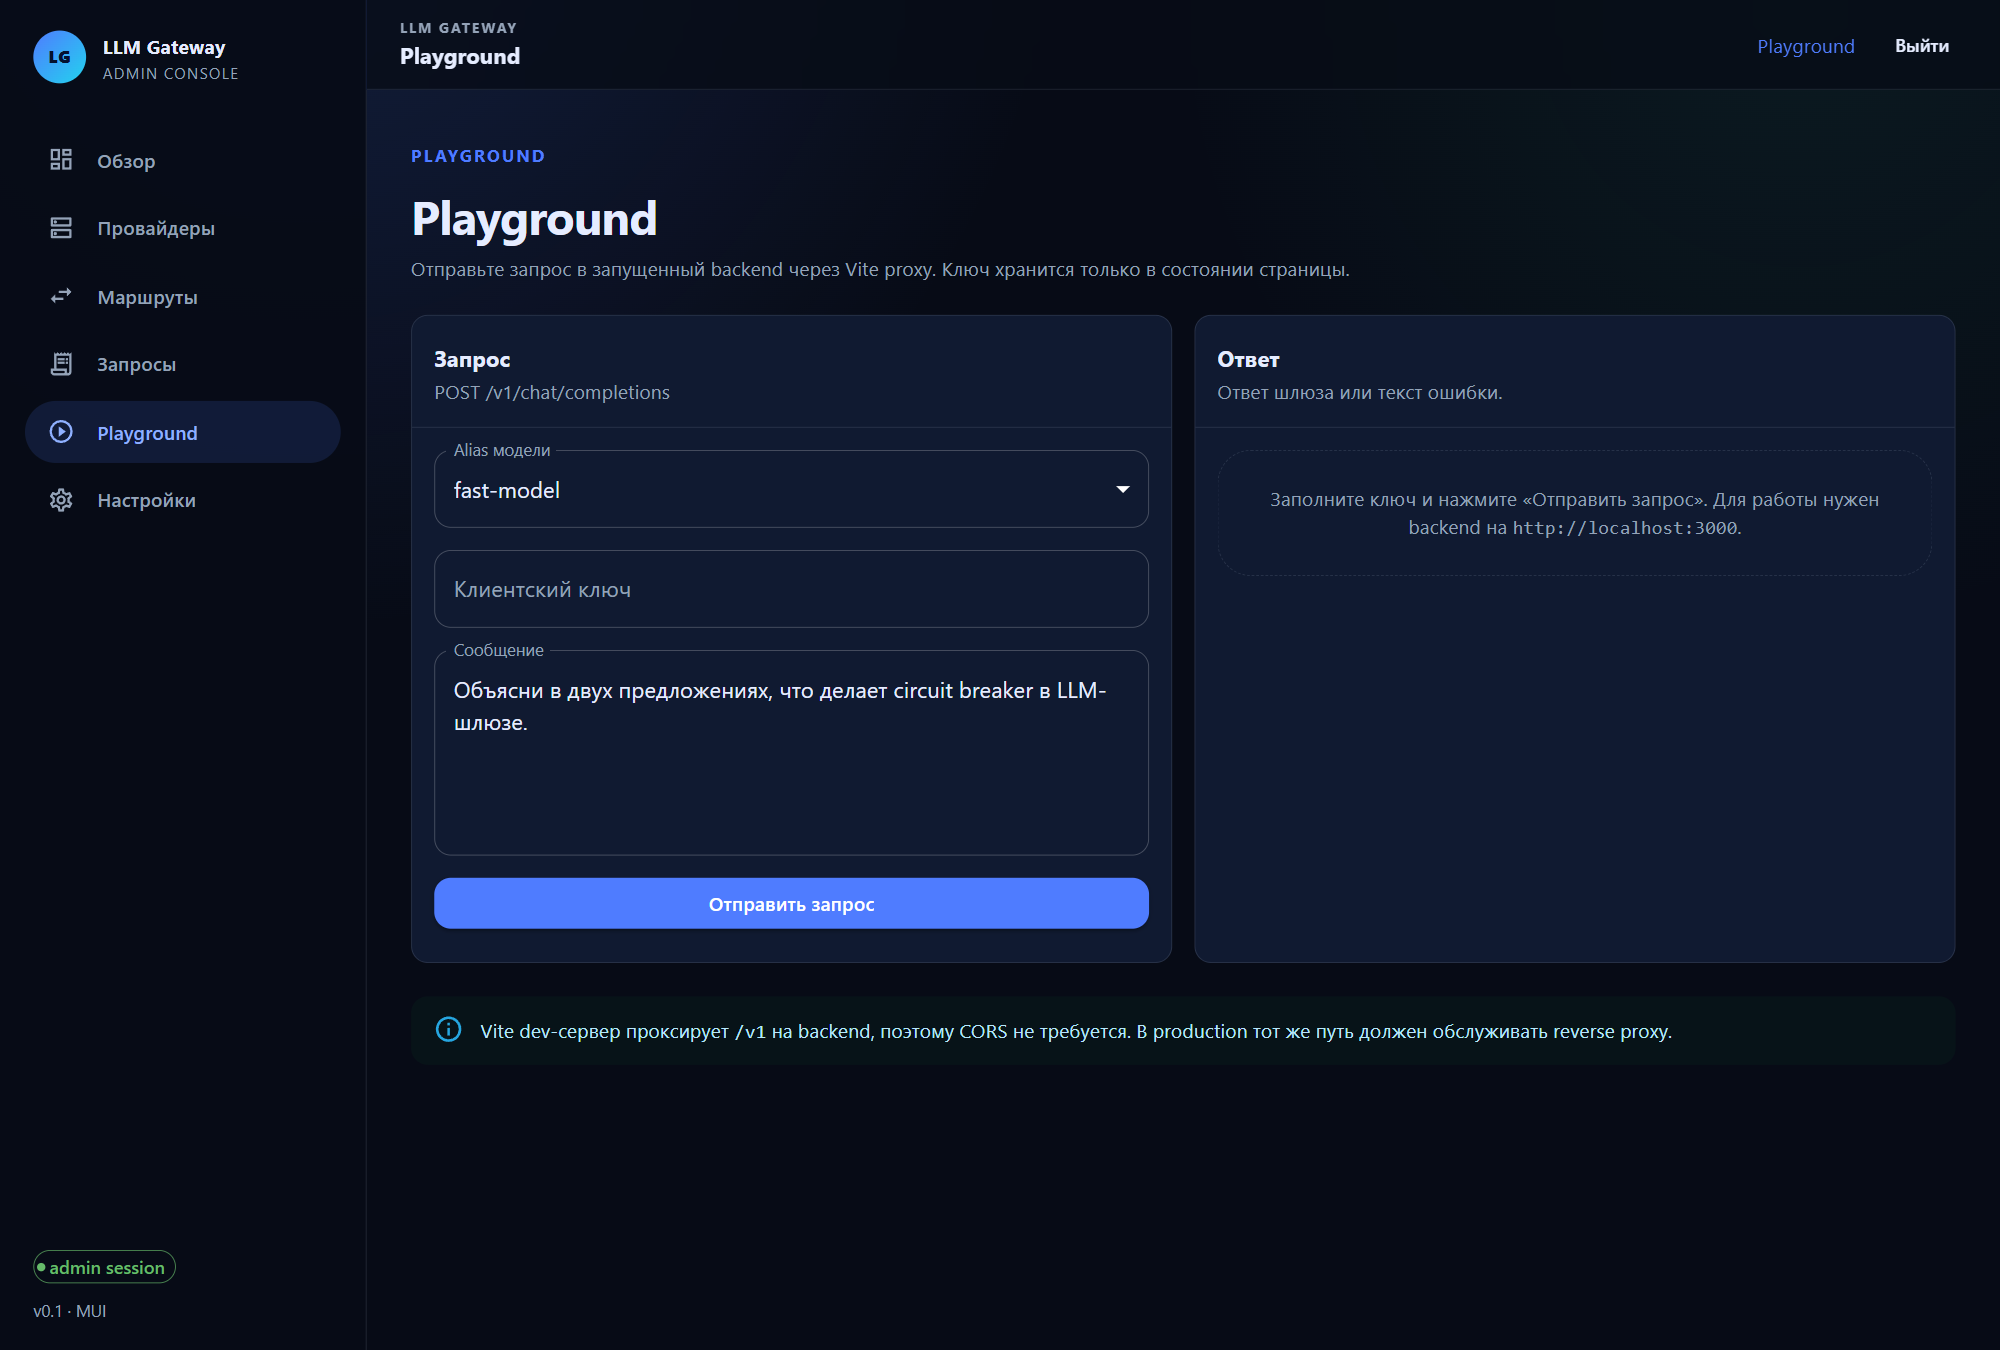 LG
LLM Gateway
ADMIN CONSOLE
Обзор
Провайдеры
Маршруты
Запросы
Playground
Настройки
admin session
v0.1 · MUI
LLM GATEWAY
Playground
Playground
Выйти
PLAYGROUND
Playground
Отправьте запрос в запущенный backend через Vite proxy. Ключ хранится только в состоянии страницы.
Запрос
POST /v1/chat/completions
Alias модели
fast-model
Клиентский ключ
Сообщение
Объясни в двух предложениях, что делает circuit breaker в LLM-
шлюзе.
Отправить запрос
Ответ
Ответ шлюза или текст ошибки.
Заполните ключ и нажмите «Отправить запрос». Для работы нужен
backend на http://localhost:3000.
Vite dev-сервер проксирует /v1 на backend, поэтому CORS не требуется. В production тот же путь должен обслуживать reverse proxy.